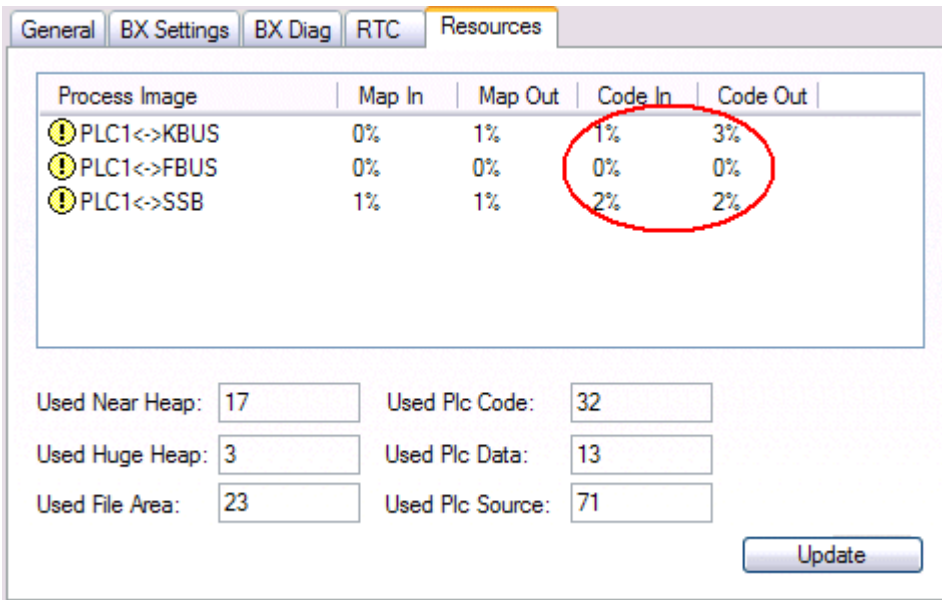 General BX Settings BX Diag RTC Resources
Process Image Map In Map Out Code In Code Out
PLC1<->KBUS 0% 1% 1% 3%
PLC1<->FBUS 0% 0% 0% 0%
PLC1<->SSB 1% 1% 2% 2%
Used Near Heap: 17 Used Plc Code: 32
Used Huge Heap: 3 Used Plc Data: 13
Used File Area: 23 Used Plc Source: 71
Update